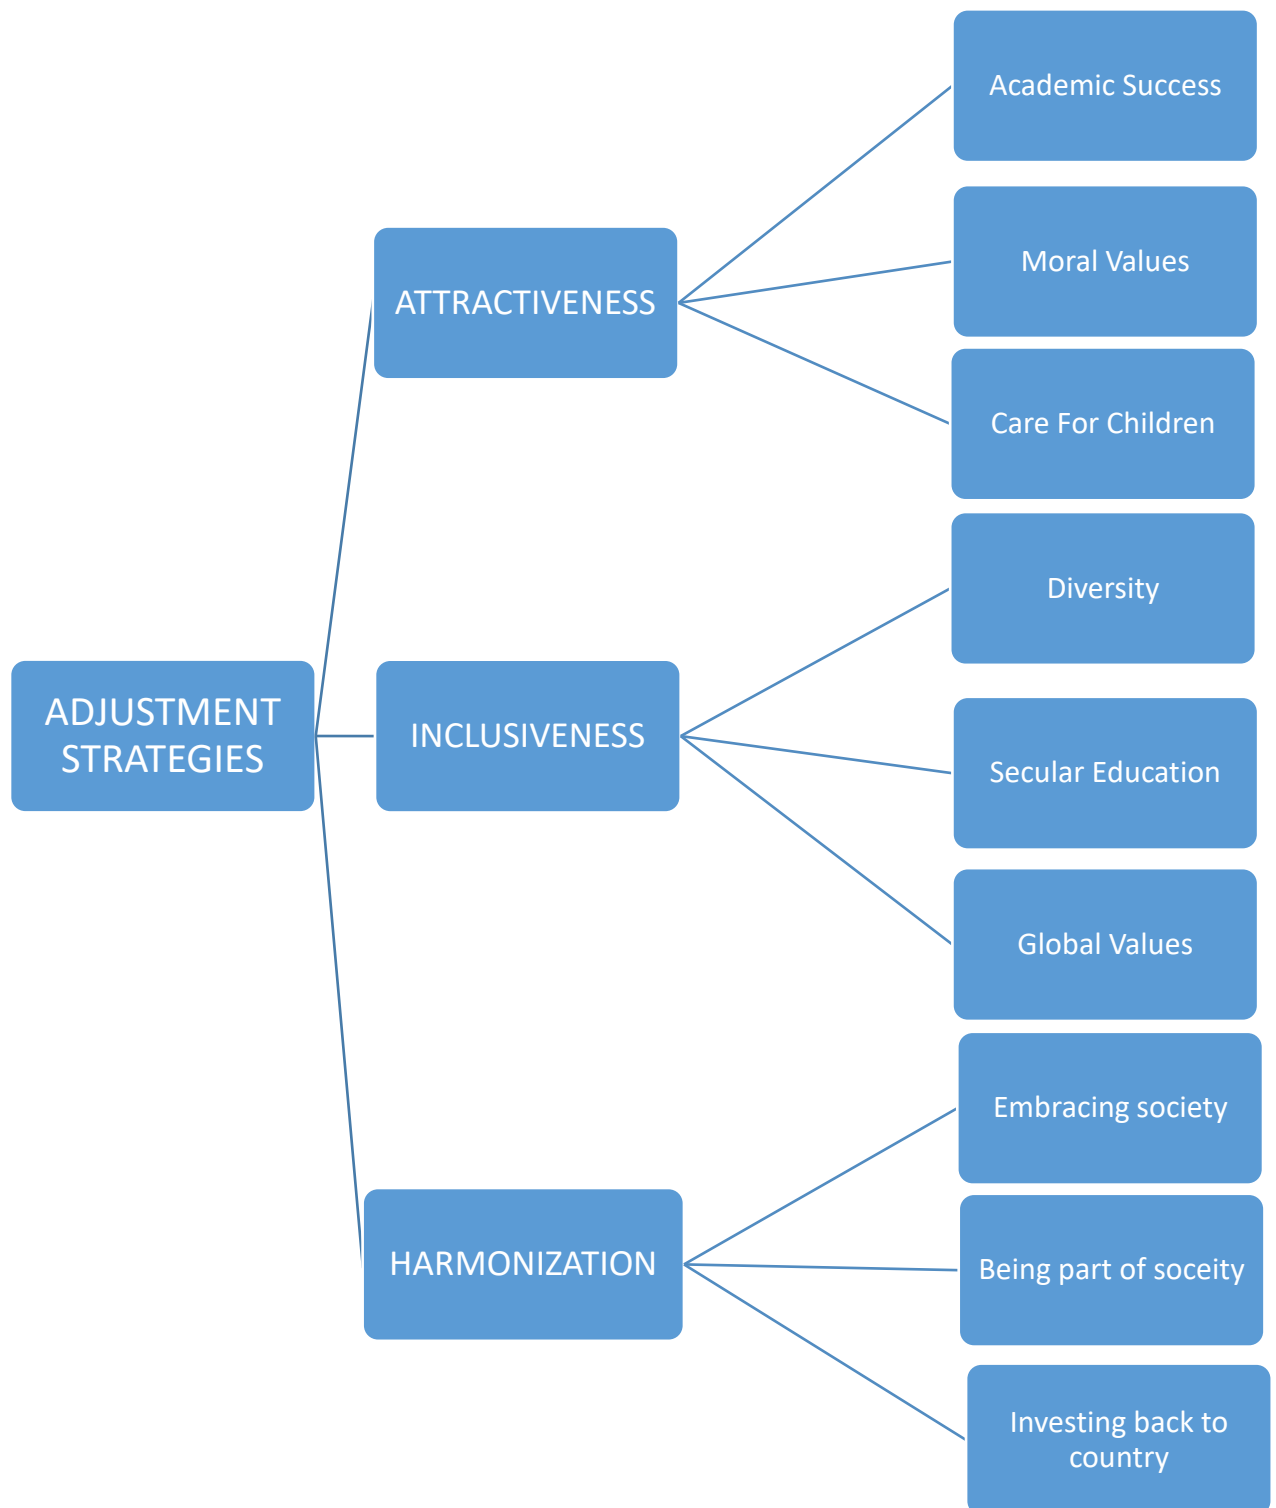 Academic Success
Moral Values
ATTRACTIVENESS
Care For Children
Diversity
ADJUSTMENT
STRATEGIES
INCLUSIVENESS
Secular Education
Global Values
Embracing society
HARMONIZATION
Being part of soceity
Investing back to
country